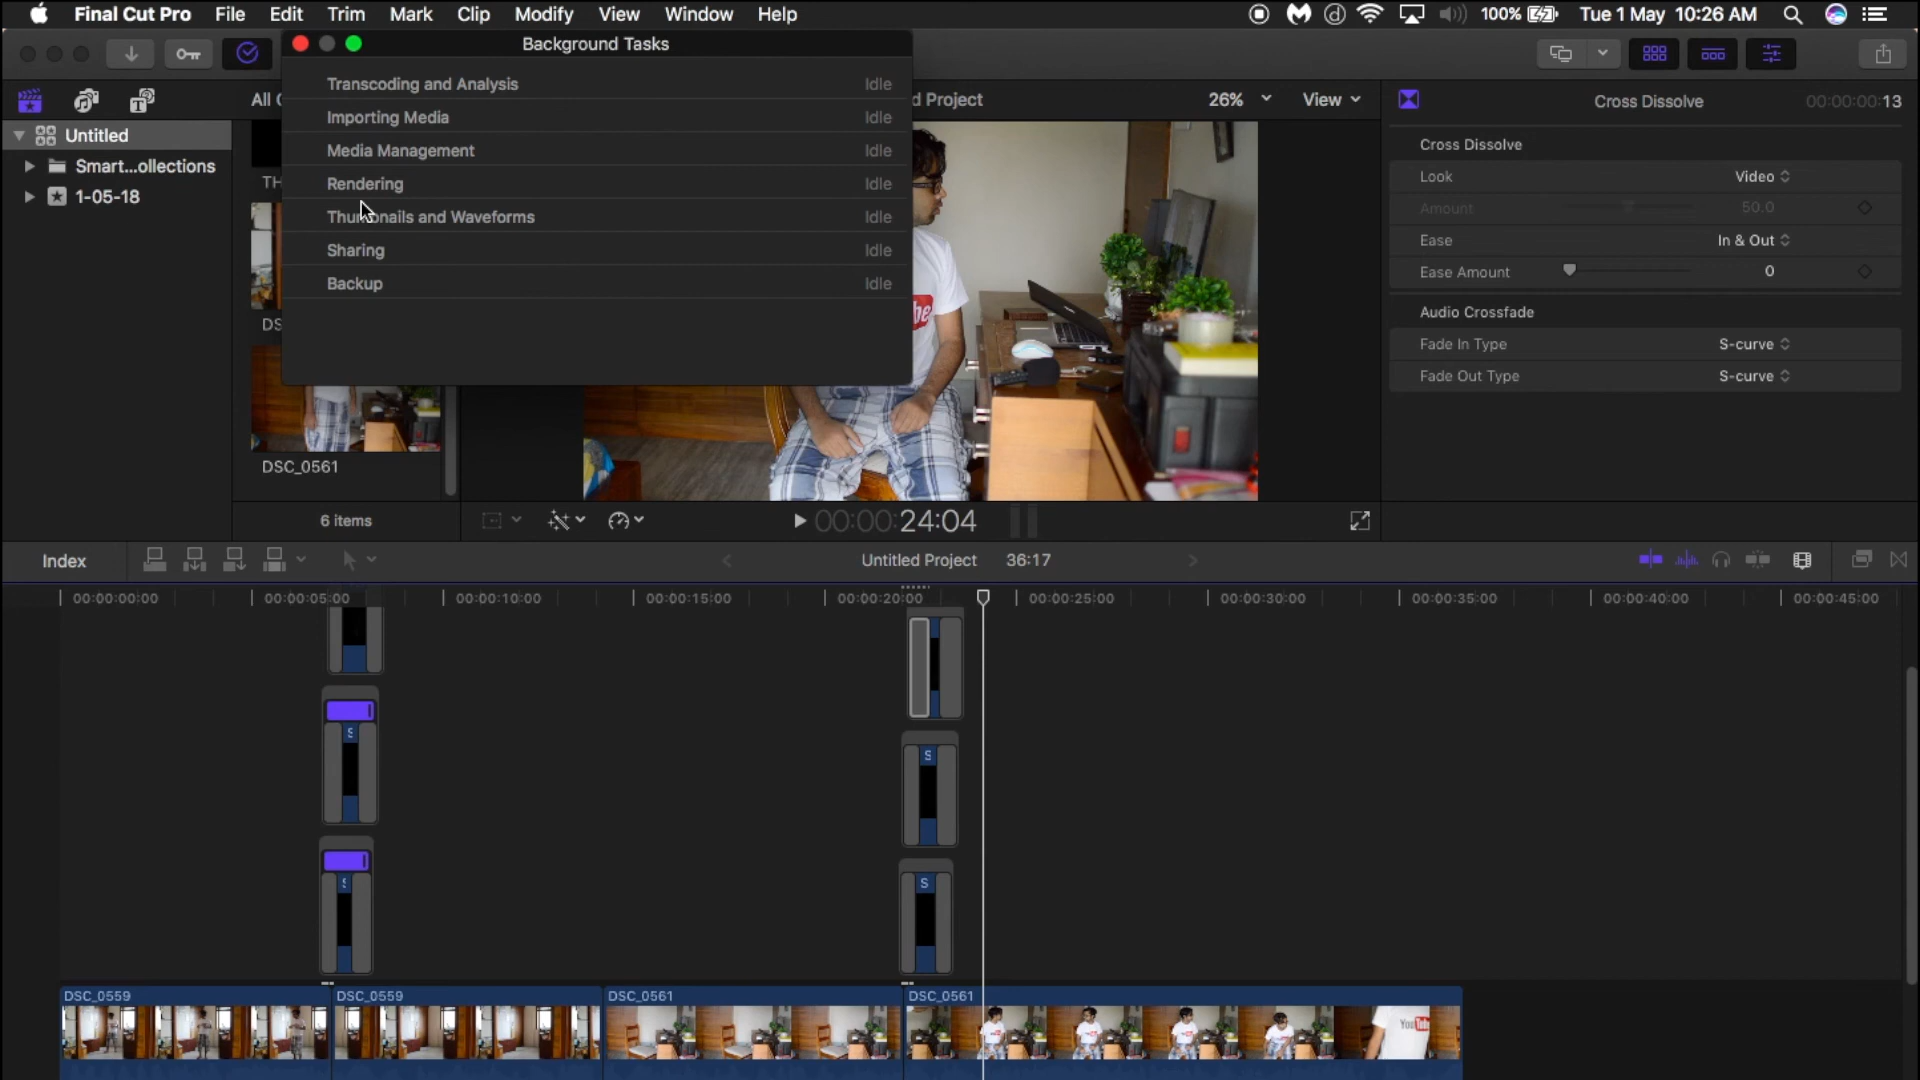 Final Cut Pro File Edit Trim Mark Clip Modify View Window Help 100% Tue 1 May 10:26 AM
Background Tasks
Transcoding and Analysis Idle
Importing Media Idle
Media Management Idle
Rendering Idle
Thumbnails and Waveforms Idle
Sharing Idle
Backup Idle
All
d Project 26% View
Cross Dissolve 00:00:00:13
Untitled
Smart...ollections
1-05-18
TH
DS
DSC_0561
6 items
Cross Dissolve
Look Video
Amount 50.0
Ease In & Out
Ease Amount 0
Audio Crossfade
Fade In Type S-curve
Fade Out Type S-curve
be
00:00:00:24:04
Index Untitled Project 36:17
00:00:00:00 00:00:05:00 00:00:10:00 00:00:15:00 00:00:20:00 00:00:25:00 00:00:30:00 00:00:35:00 00:00:40:00 00:00:45:00
S
S
S
S
DSC_0559 DSC_0559 DSC_0561 DSC_0561
YouTu